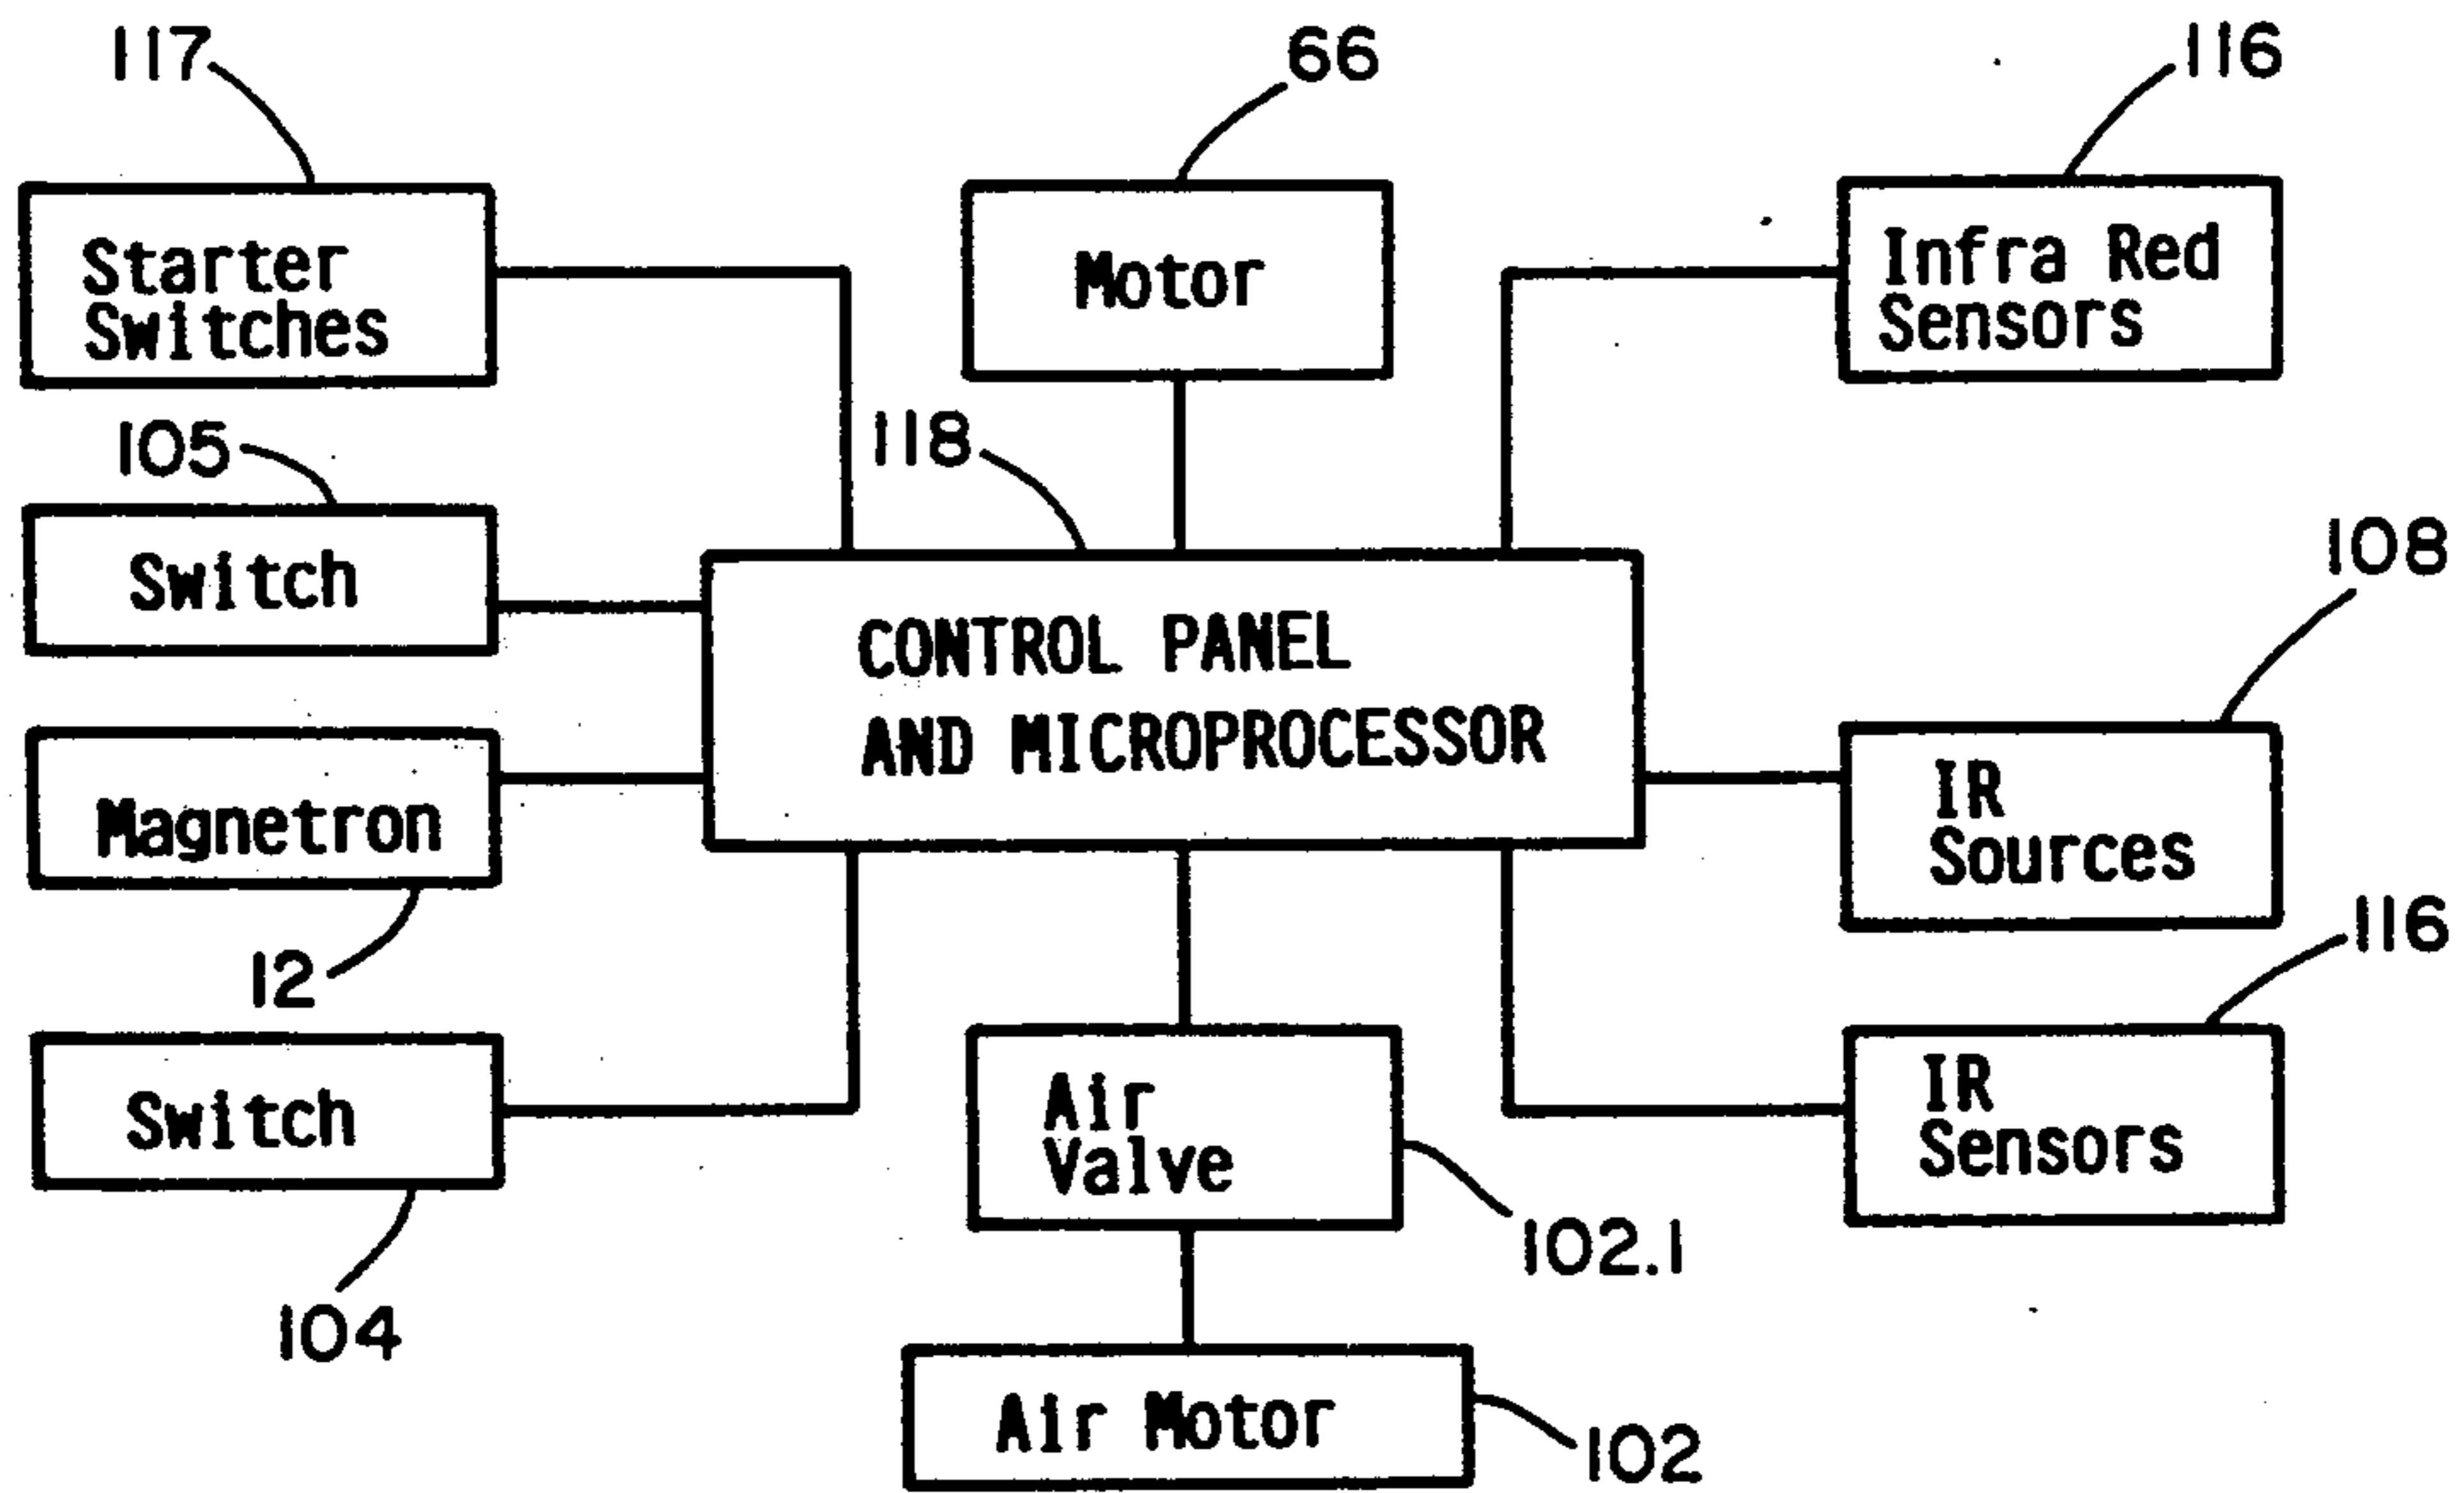 117
66
116
Starter
Switches
Motor
Infra Red
Sensors
105
118
Switch
108
CONTROL PANEL
AND MICROPROCESSOR
Magnetron
IR
Sources
12
116
Switch
Air
Valve
IR
Sensors
104
102.1
Air Motor
102